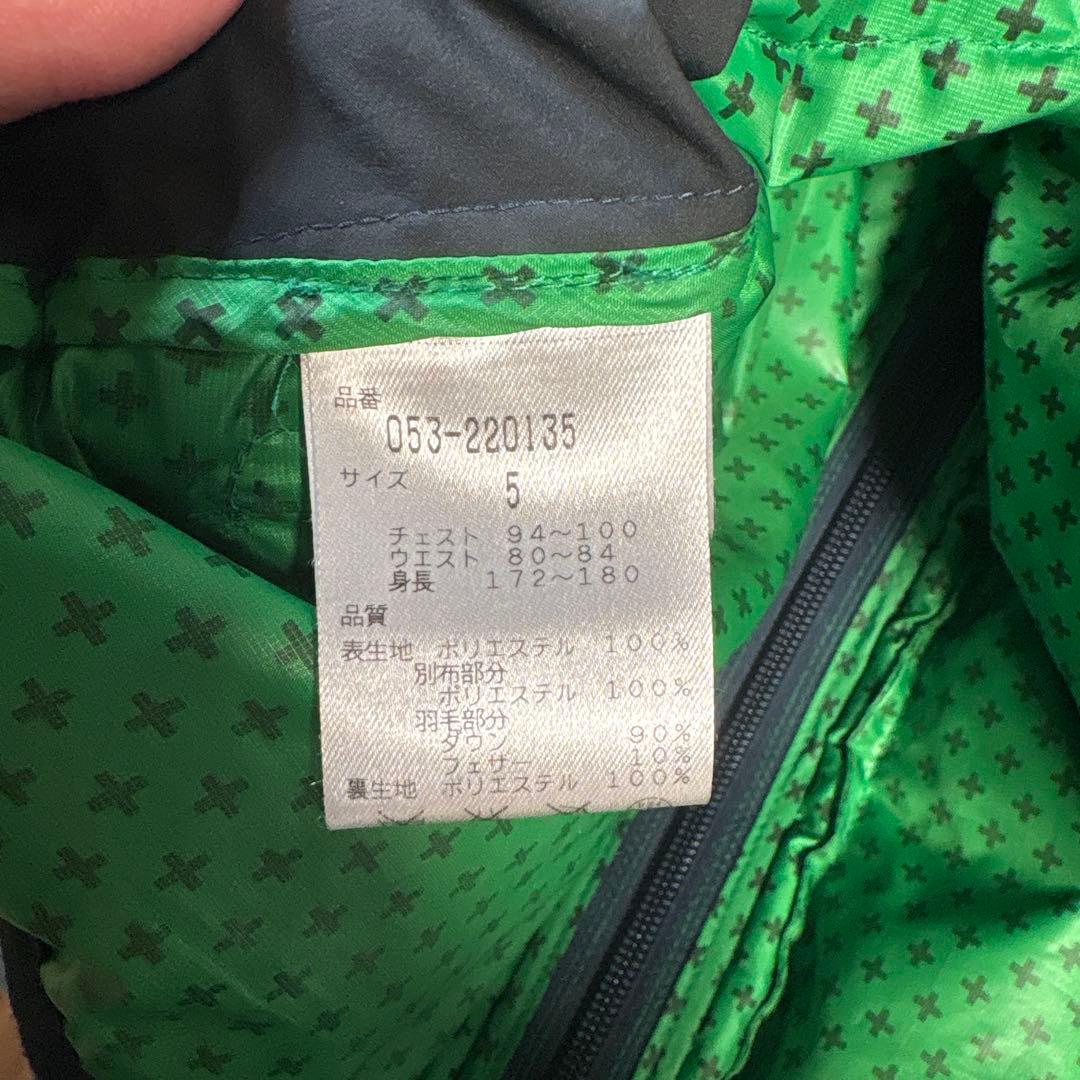 品番
053-220135
サイズ 5
チェスト 94～100
ウエスト 80～84
身長 172～180
品質
表生地 ポリエステル 100%
別布部分
ポリエステル 100%
羽毛部分
ダウン 90%
フェザー 10%
裏生地 ポリエステル 100%